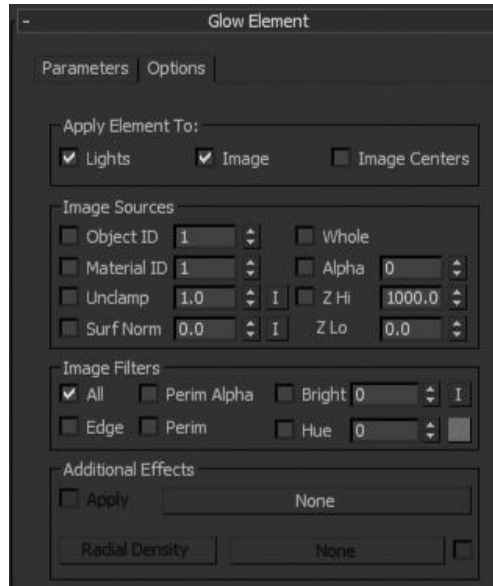 - Glow Element
Parameters Options
Apply Element To:
Lights Image Image Centers
Image Sources
Object ID 1 Whole
Material ID 1 Alpha 0
Unclamp 1.0 I Z Hi 1000.0
Surf Norm 0.0 I Z Lo 0.0
Image Filters
All Perim Alpha Bright 0 I
Edge Perim Hue 0
Additional Effects
Apply None
Radial Density None